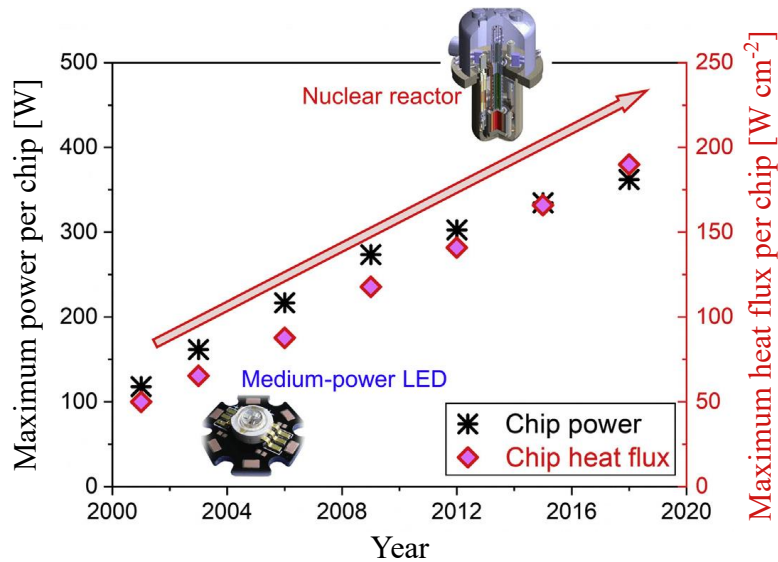 Maximum power per chip [W]
500
400
300
200
100
0
Nuclear reactor
Medium-power LED
Chip power
Chip heat flux
250
200
150
100
50
0
Maximum heat flux per chip [W cm⁻²]
2000
2004
2008
2012
2016
2020
Year